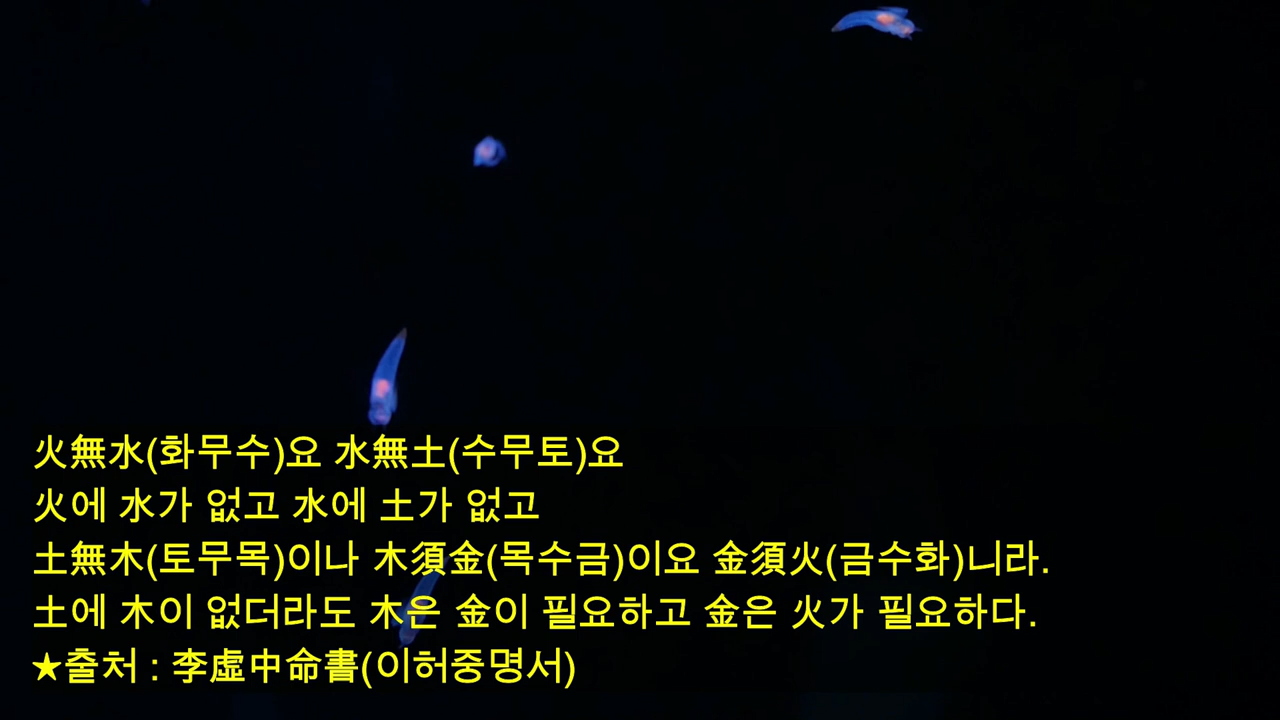 火無水(화무수)요 水無土(수무토)요
火에 水가 없고 水에 土가 없고
土無木(토무목)이나 木須金(목수금)이요 金須火(금수화)니라.
土에 木이 없더라도 木은 金이 필요하고 金은 火가 필요하다.
★출처 : 李虛中命書(이허중명서)